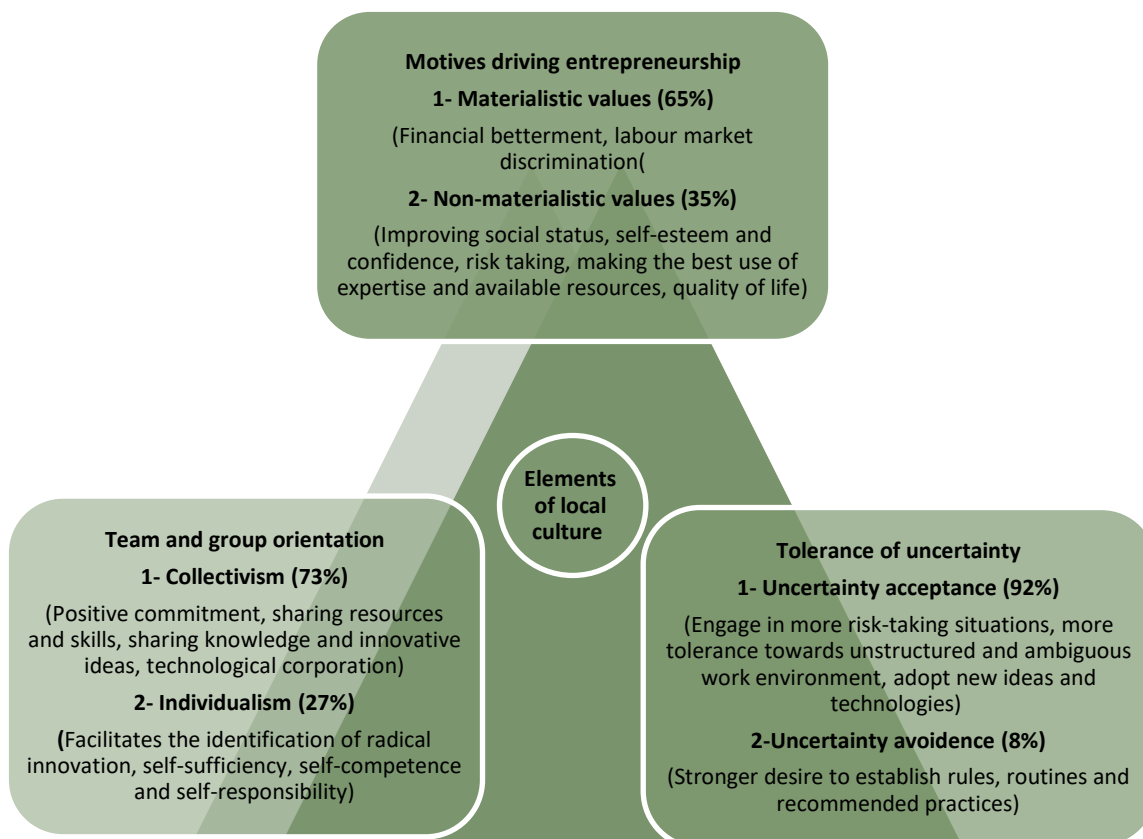 Motives driving entrepreneurship
1- Materialistic values (65%)
(Financial betterment, labour market
discrimination(
2- Non-materialistic values (35%)
(Improving social status, self-esteem and
confidence, risk taking, making the best use of
expertise and available resources, quality of life)
Elements
of local
culture
Team and group orientation
1- Collectivism (73%)
(Positive commitment, sharing resources
and skills, sharing knowledge and innovative
ideas, technological corporation)
2- Individualism (27%)
(Facilitates the identification of radical
innovation, self-sufficiency, self-competence
and self-responsibility)
Tolerance of uncertainty
1- Uncertainty acceptance (92%)
(Engage in more risk-taking situations, more
tolerance towards unstructured and ambiguous
work environment, adopt new ideas and
technologies)
2-Uncertainty avoidence (8%)
(Stronger desire to establish rules, routines and
recommended practices)